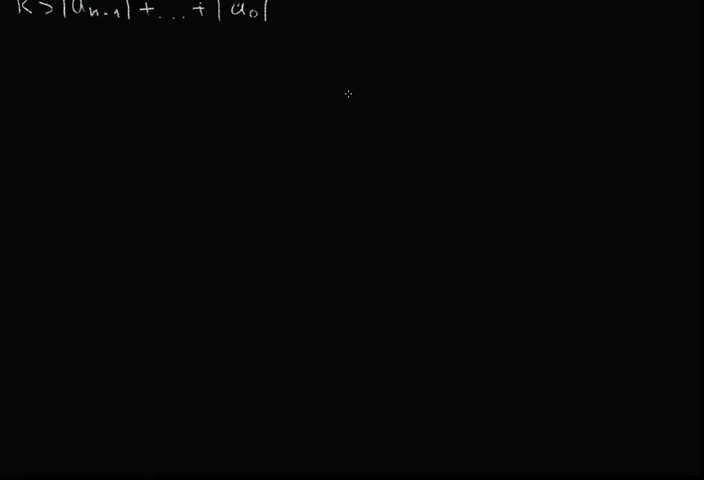 R > |a_{n-1}| + ... + |a_0|